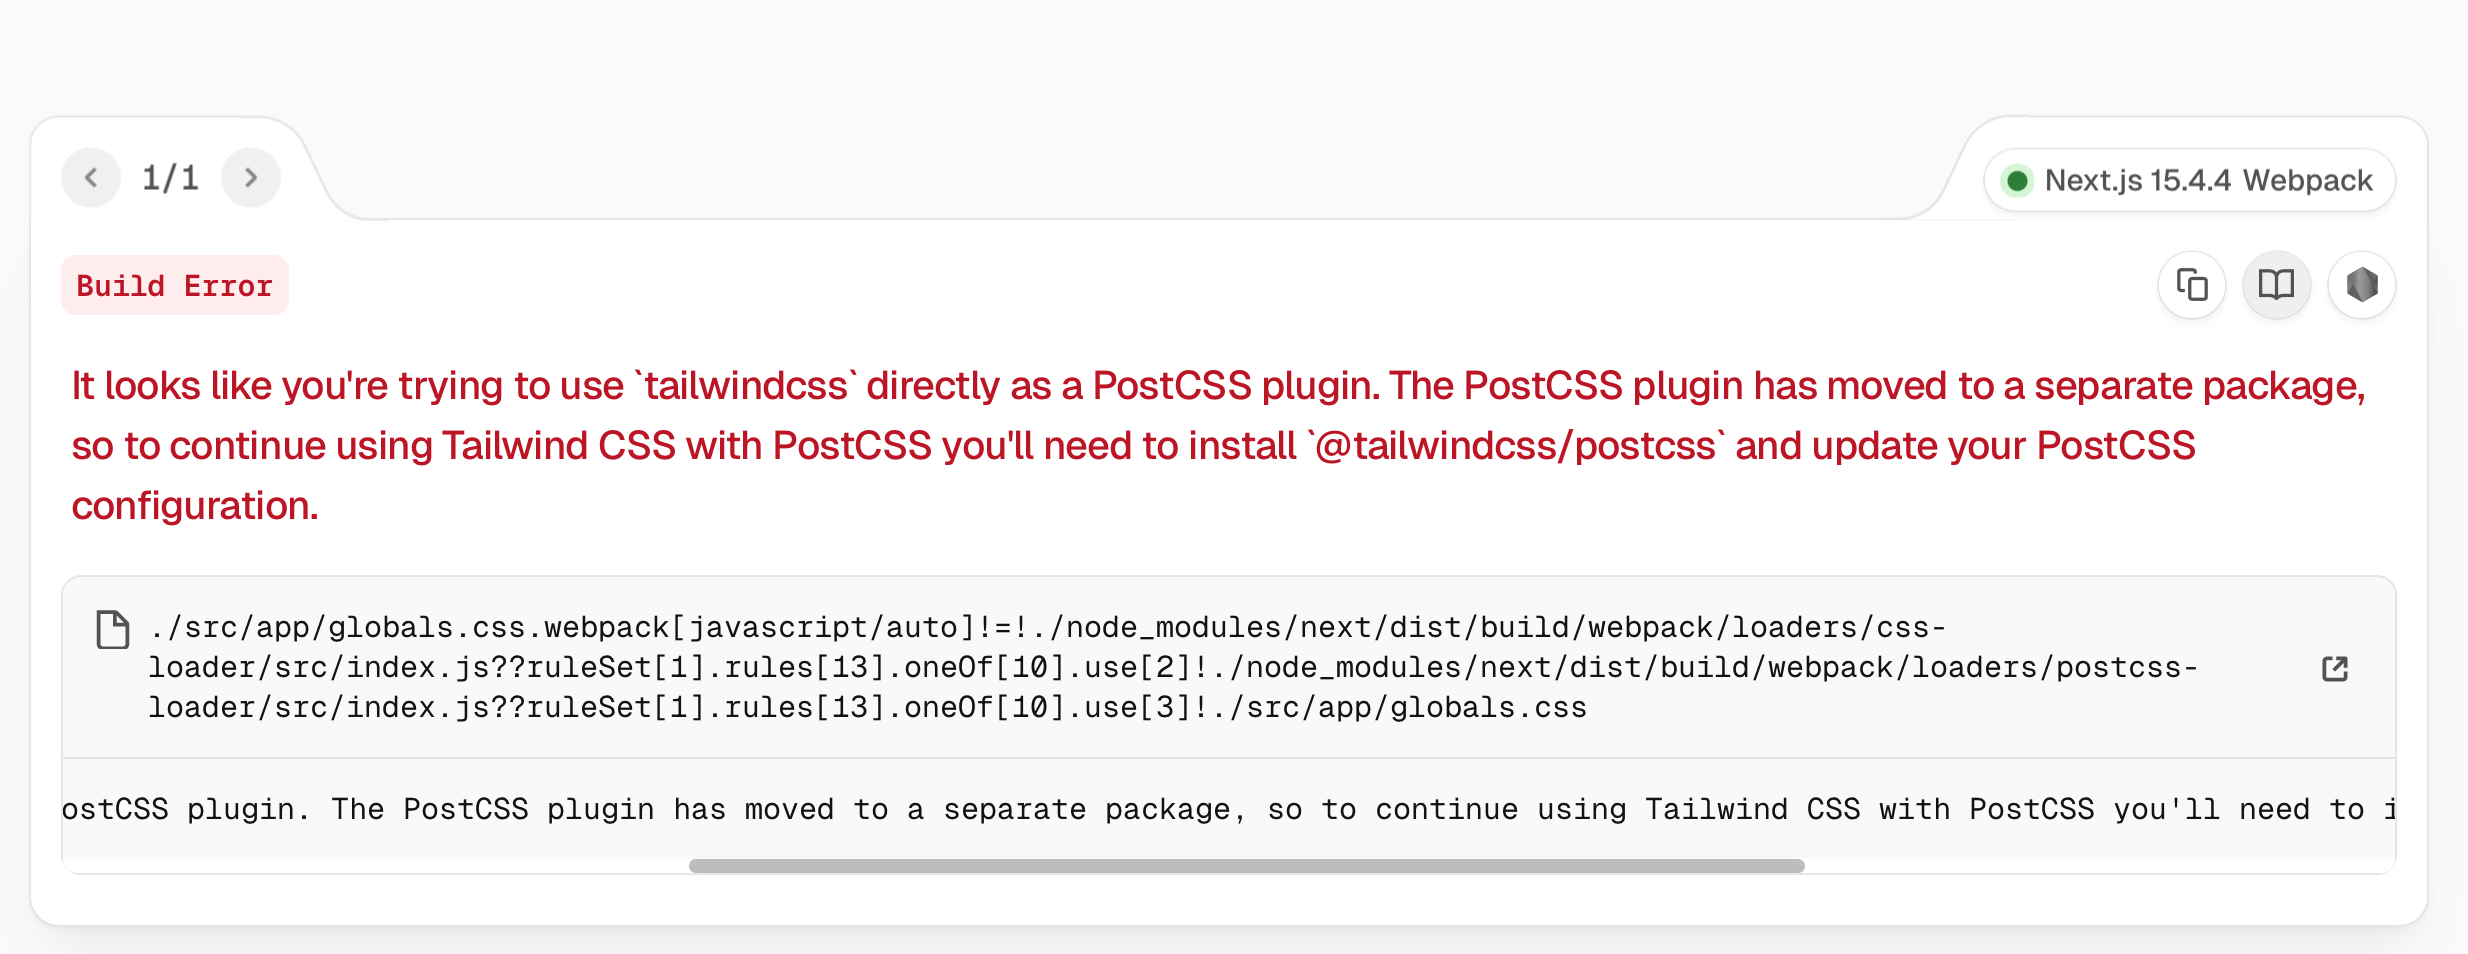 1/1
Next.js 15.4.4 Webpack
Build Error
It looks like you're trying to use `tailwindcss` directly as a PostCSS plugin. The PostCSS plugin has moved to a separate package,
so to continue using Tailwind CSS with PostCSS you'll need to install `@tailwindcss/postcss` and update your PostCSS
configuration.
./src/app/globals.css.webpack[javascript/auto]!=!./node_modules/next/dist/build/webpack/loaders/css-
loader/src/index.js??ruleSet[1].rules[13].oneOf[10].use[2]!./node_modules/next/dist/build/webpack/loaders/postcss-
loader/src/index.js??ruleSet[1].rules[13].oneOf[10].use[3]!./src/app/globals.css
ostCSS plugin. The PostCSS plugin has moved to a separate package, so to continue using Tailwind CSS with PostCSS you'll need to i